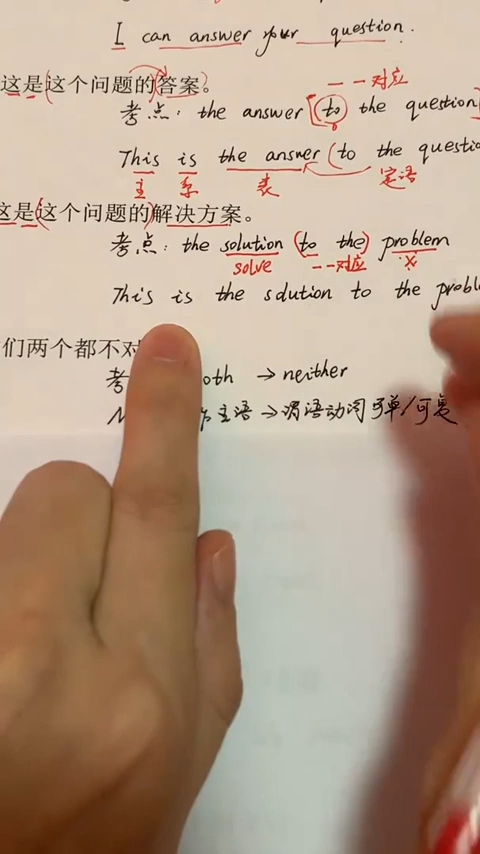 I can answer your question.
这是(这个问题的答案)。
一一对应
考点: the answer (to) the question
This is the answer (to the questio
主 系 表 定语
这是(这个问题的)解决方案。
考点: the solution (to the) problem
solve 一一对应
This is the sdution to the proble
们两个都不对
考 oth → neither
N 作主语 → 谓语动词可单/可复